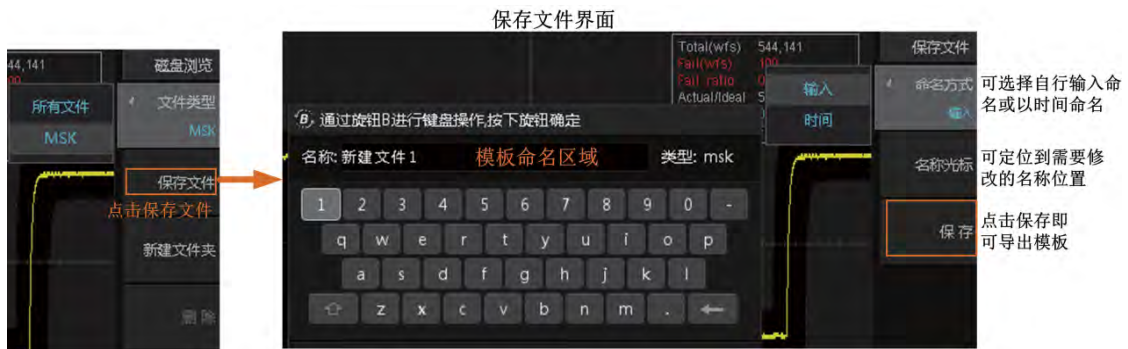 保存文件界面
44,141
磁盘浏览
所有文件
MSK
文件类型
MSK
保存文件
点击保存文件
新建文件夹
删 除
Total(wfs) 544,141
Fail(wfs) 100
Fail ratio
Actual/Ideal
通过旋钮B进行键盘操作,按下旋钮确定
名称: 新建文件1 模板命名区域 类型: msk
1 2 3 4 5 6 7 8 9 0 -
q w e r t y u i o p
a s d f g h j k l
z x c v b n m .
输入
时间
保存文件
命名方式
输入
可选择自行输入命
名或以时间命名
名称光标
可定位到需要修
改的名称位置
保 存
点击保存即
可导出模板